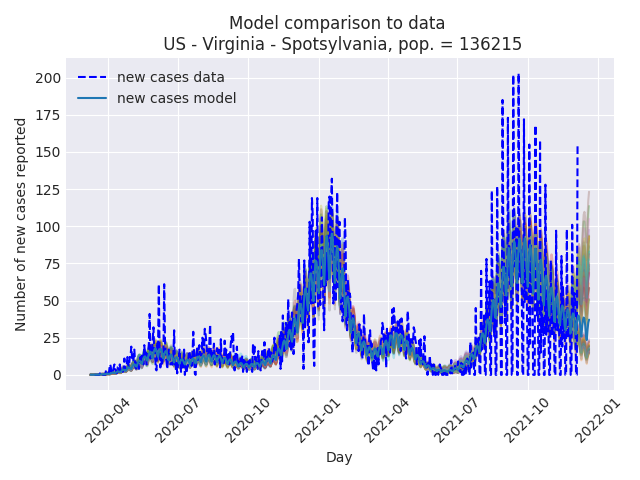 Model comparison to data
US - Virginia - Spotsylvania, pop. = 136215
new cases data
new cases model
Number of new cases reported
200
175
150
125
100
75
50
25
0
2020-04
2020-07
2020-10
2021-01
2021-04
2021-07
2021-10
2022-01
Day